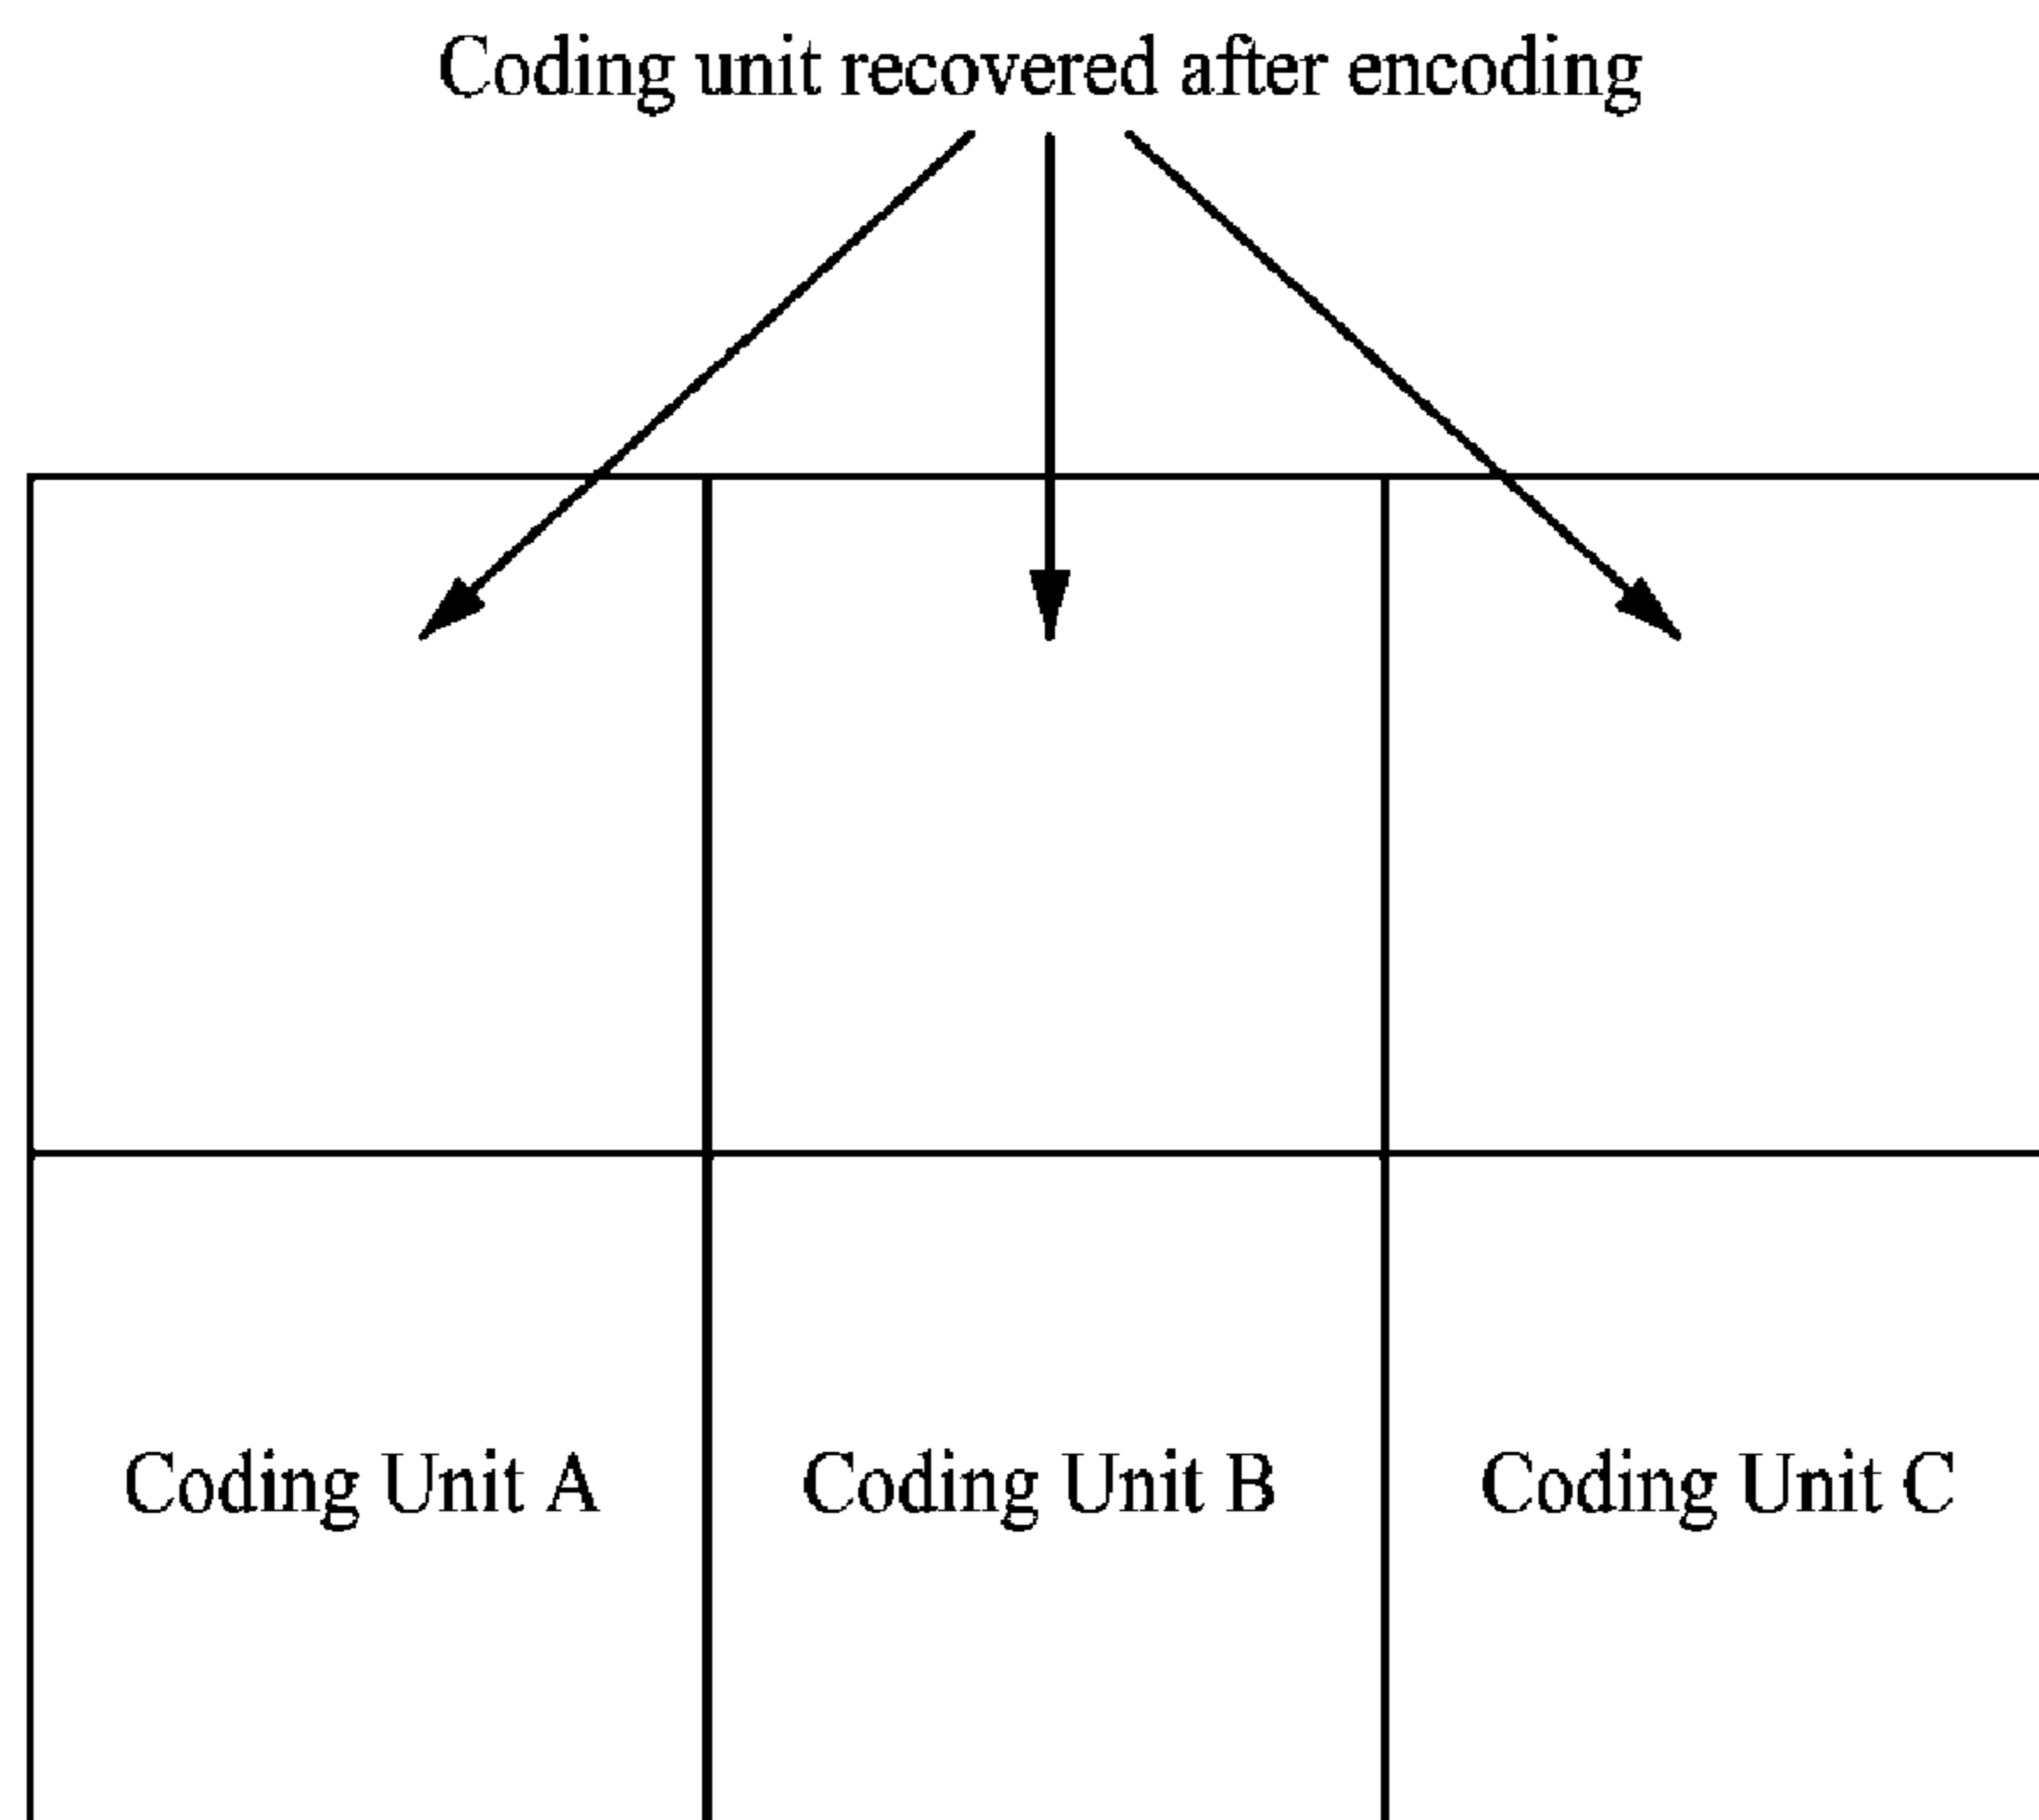 Coding unit recovered after encoding
Coding Unit A
Coding Unit B
Coding Unit C